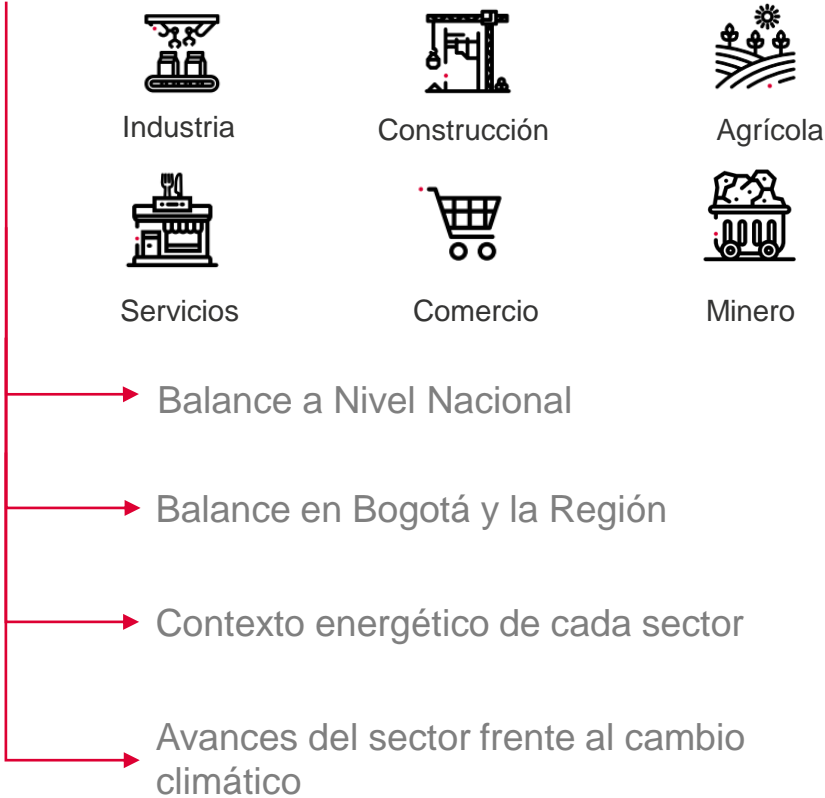 Industria
Construcción
Agrícola
Servicios
Comercio
Minero
Balance a Nivel Nacional
Balance en Bogotá y la Región
Contexto energético de cada sector
Avances del sector frente al cambio
climático